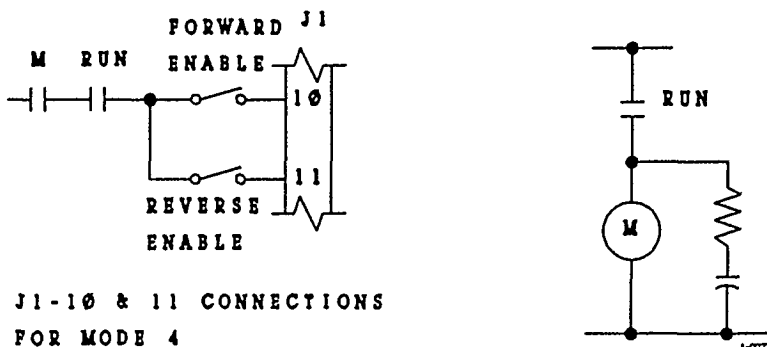 FORWARD J1
M RUN ENABLE
10
11
REVERSE
ENABLE
J1-10 & 11 CONNECTIONS
FOR MODE 4
RUN
M